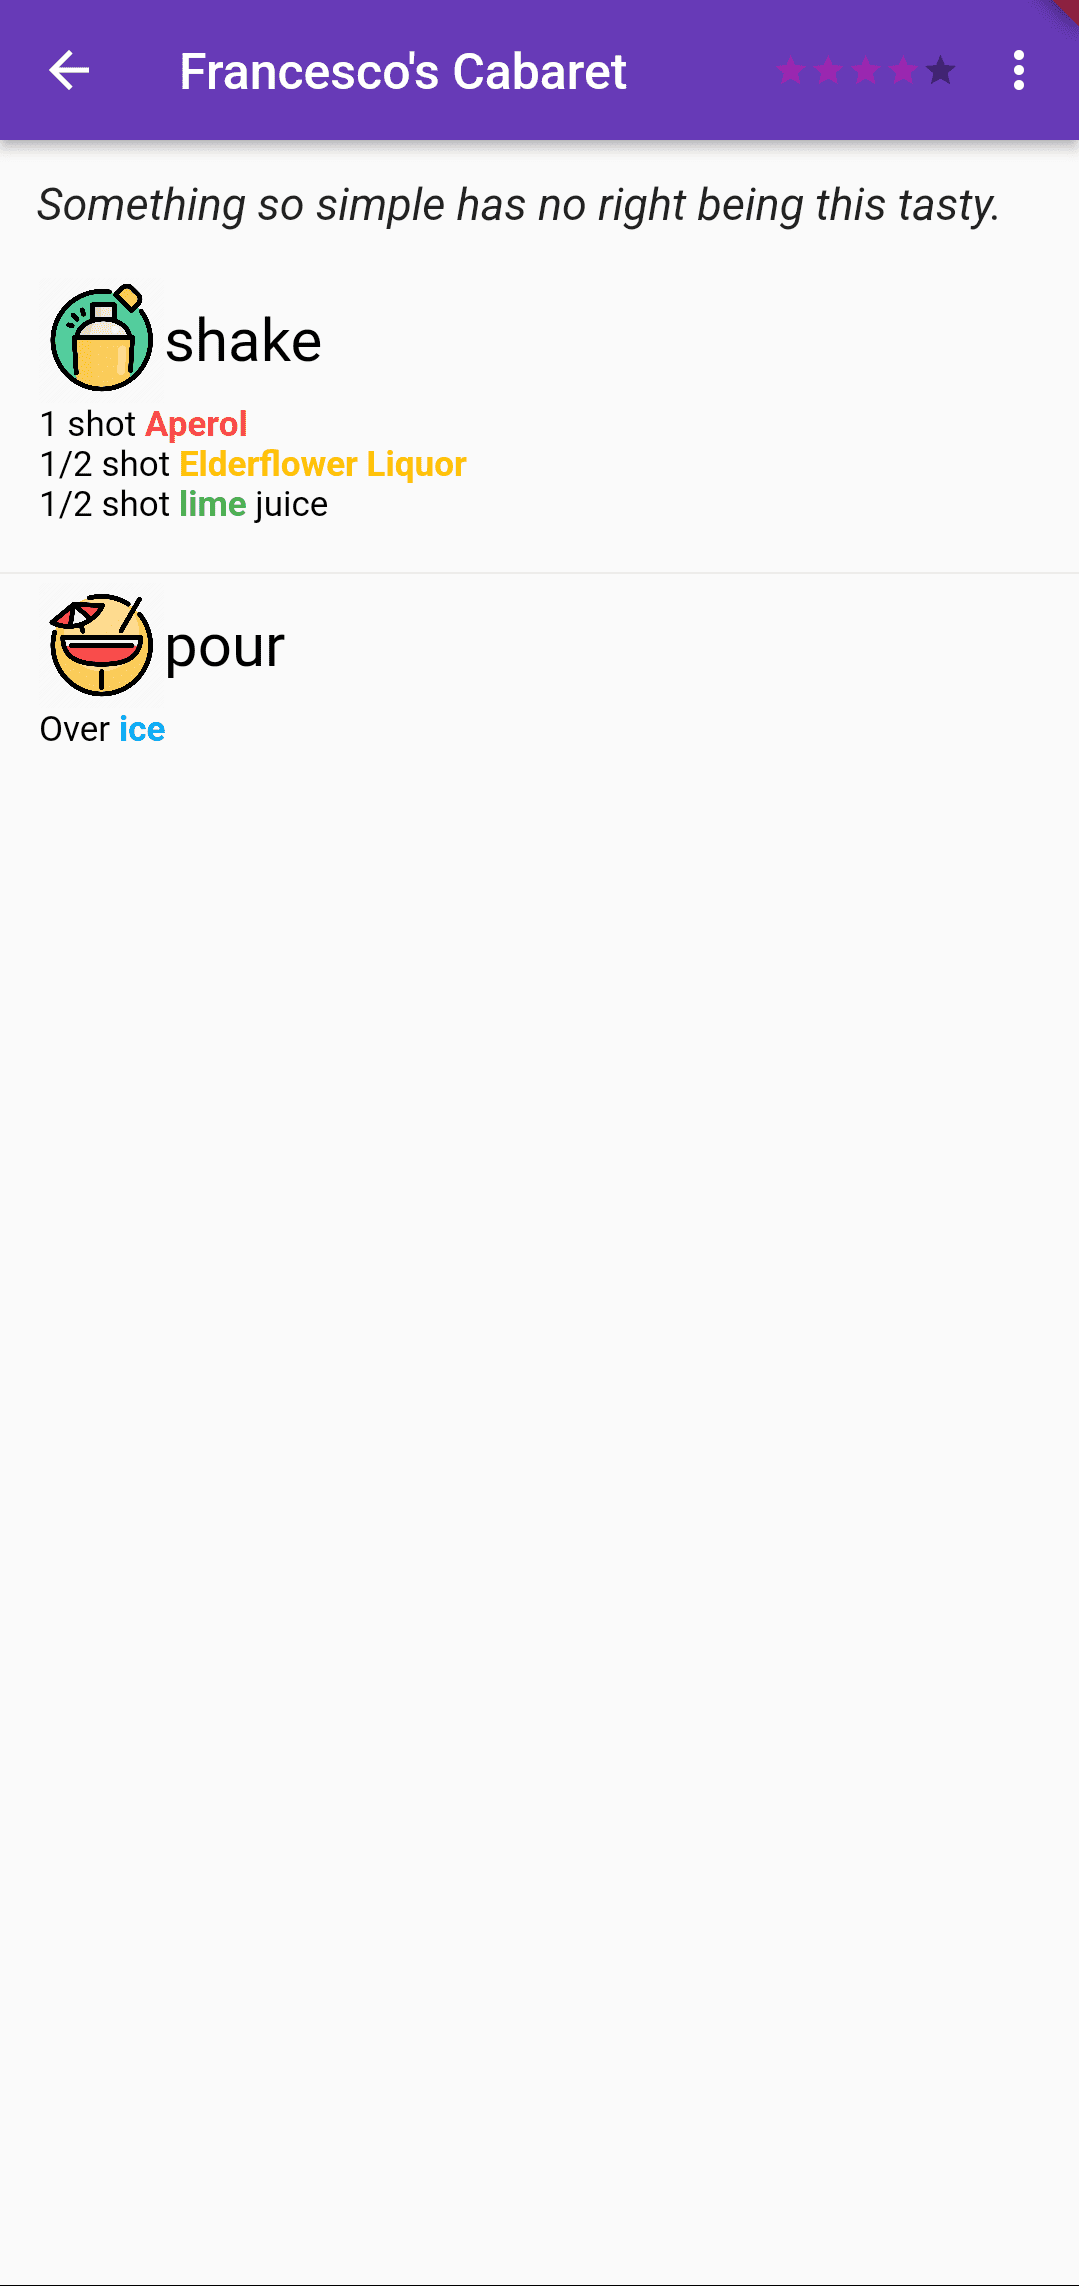 Francesco's Cabaret
Something so simple has no right being this tasty.
shake
1 shot Aperol
1/2 shot Elderflower Liquor
1/2 shot lime juice
pour
Over ice